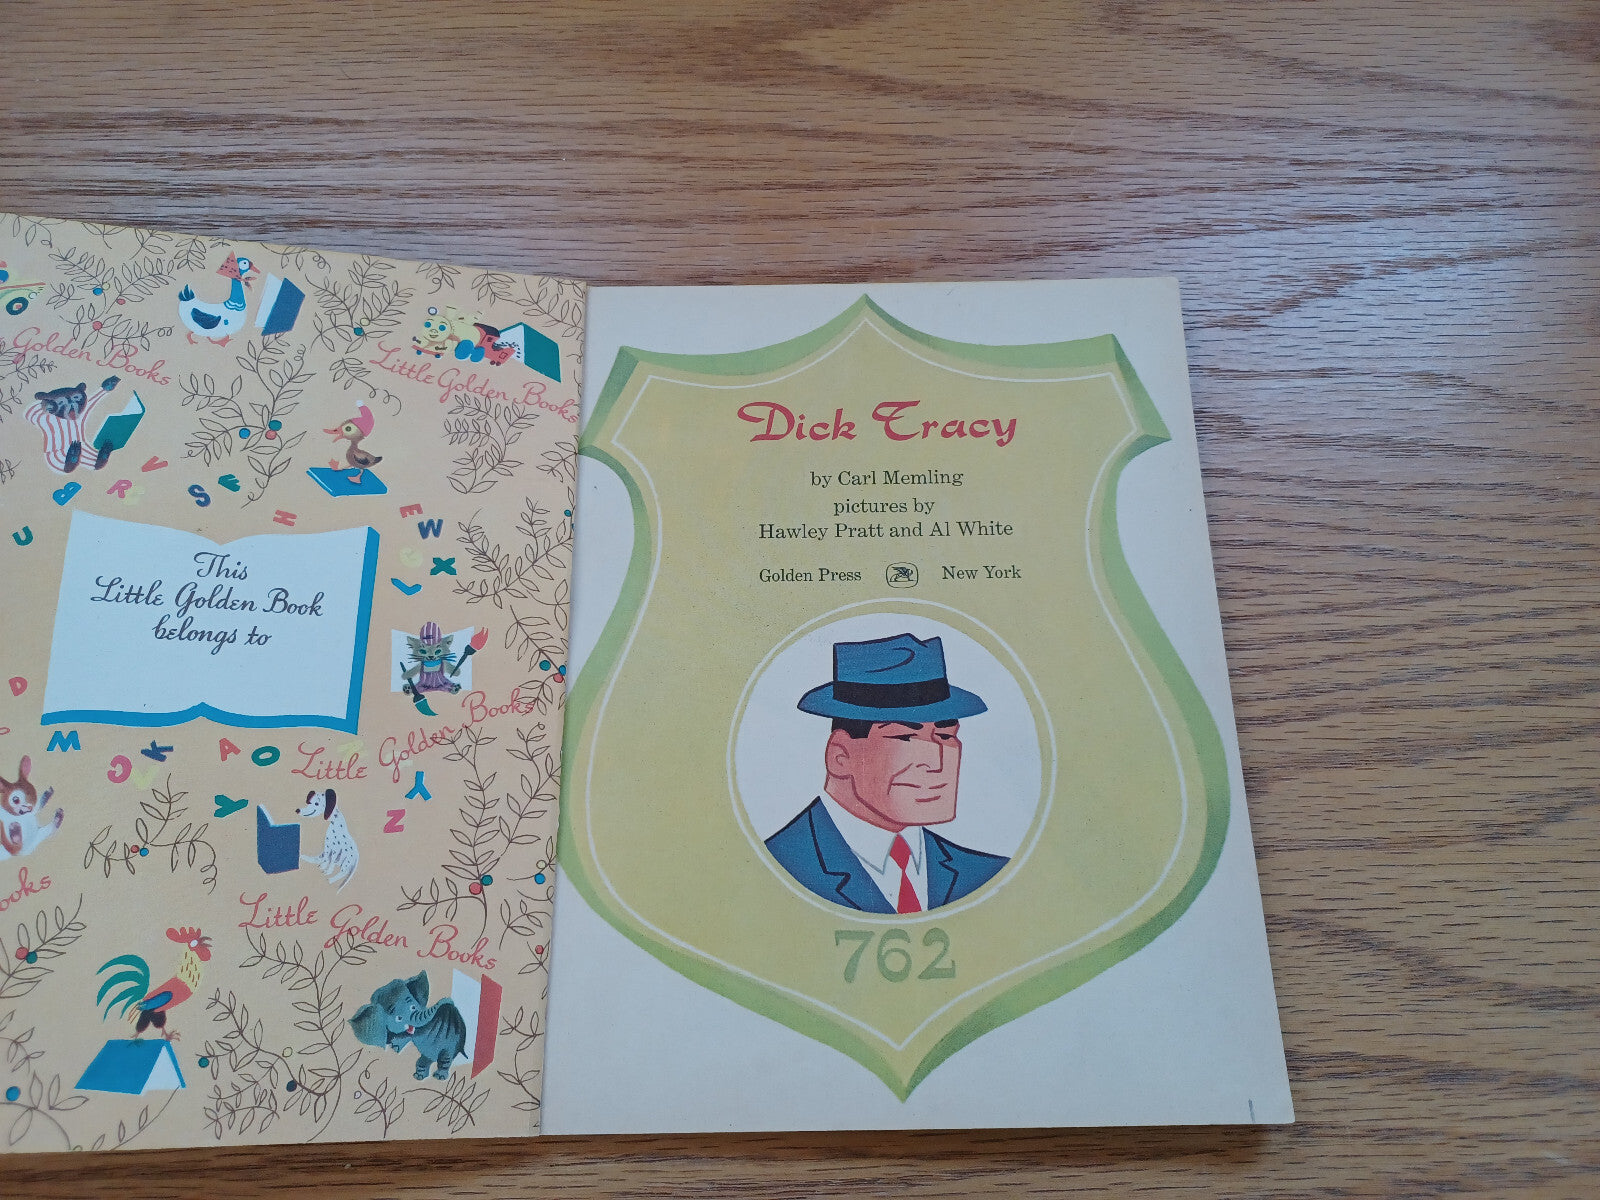 Golden Books
Little Golden Books
V
B
R
E
S
F
H
E
W
U
X
L
This
Little Golden Book
belongs to
D
Little Golden Books
W
C
K
A
O
Y
Y
Z
ooks
Little Golden Books
Dick Tracy
by Carl Memling
pictures by
Hawley Pratt and Al White
Golden Press
New York
762